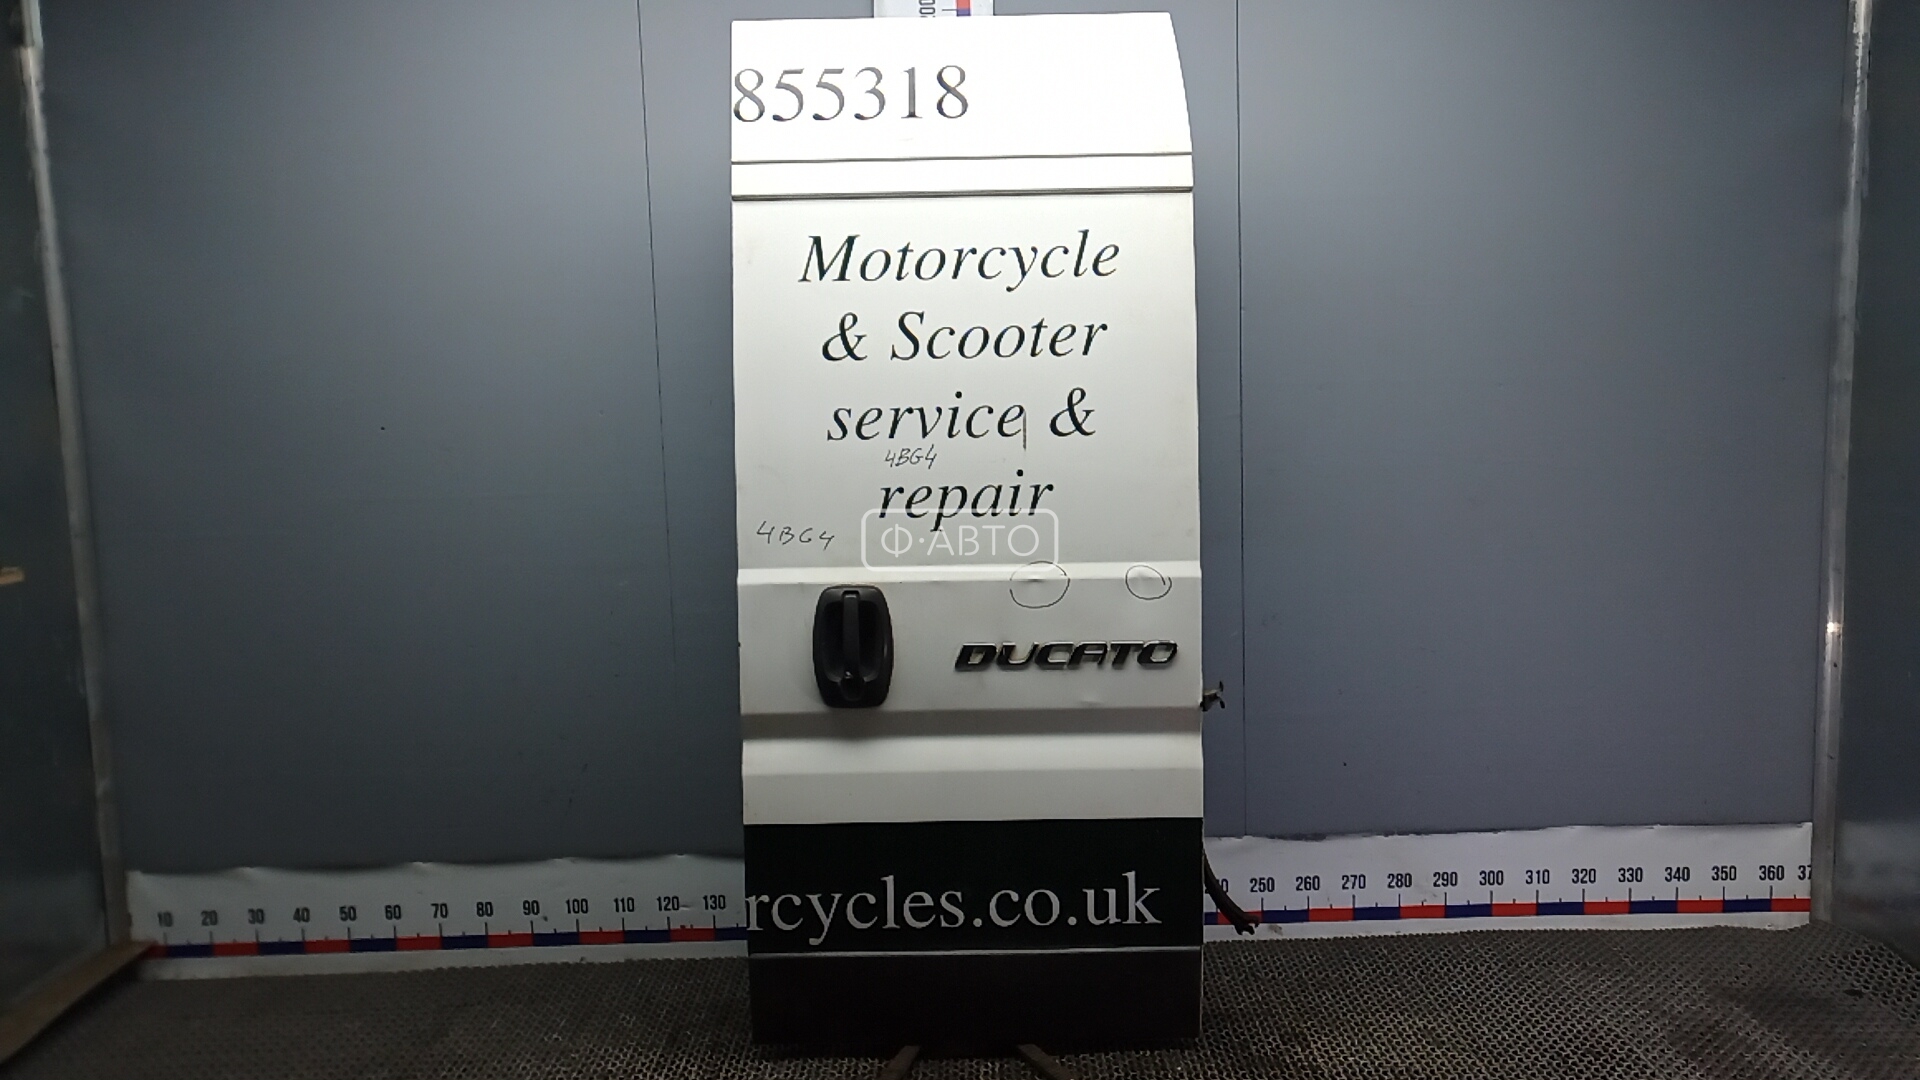 855318
Motorcycle
& Scooter
service &
4BG4
repair
4BG4
Ф·АВТО
DUCATO
rcycles.co.uk
10 20 30 40 50 60 70 80 90 100 110 120 130
250 260 270 280 290 300 310 320 330 340 350 360 37